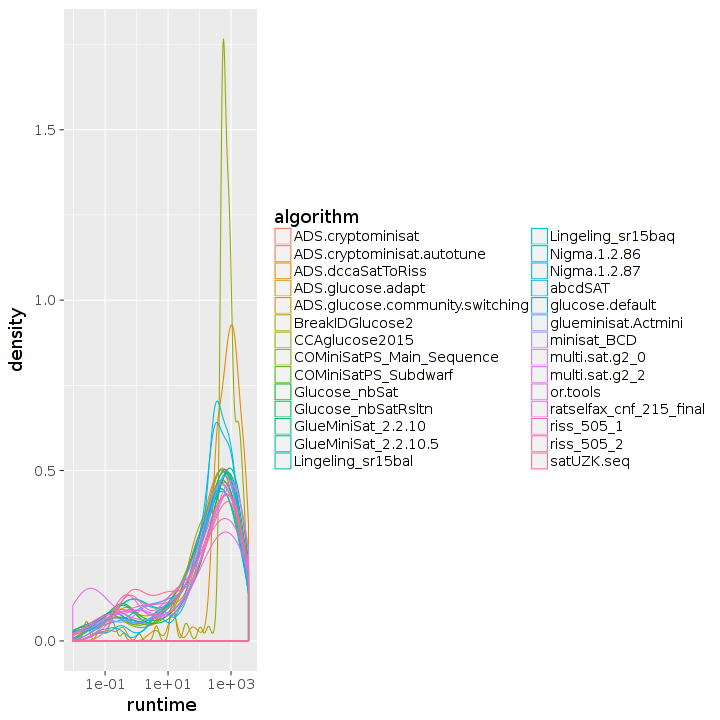 1.5
1.0
0.5
0.0
density
1e-01 1e+01 1e+03
runtime
algorithm
ADS.cryptominisat
ADS.cryptominisat.autotune
ADS.dccaSatToRiss
ADS.glucose.adapt
ADS.glucose.community.switching
BreakIDGlucose2
CCAglucose2015
COMiniSatPS_Main_Sequence
COMiniSatPS_Subdwarf
Glucose_nbSat
Glucose_nbSatRsltn
GlueMiniSat_2.2.10
GlueMiniSat_2.2.10.5
Lingeling_sr15bal
Lingeling_sr15baq
Nigma.1.2.86
Nigma.1.2.87
abcdSAT
glucose.default
glueminisat.Actmini
minisat_BCD
multi.sat.g2_0
multi.sat.g2_2
or.tools
ratselfax_cnf_215_final
riss_505_1
riss_505_2
satUZK.seq